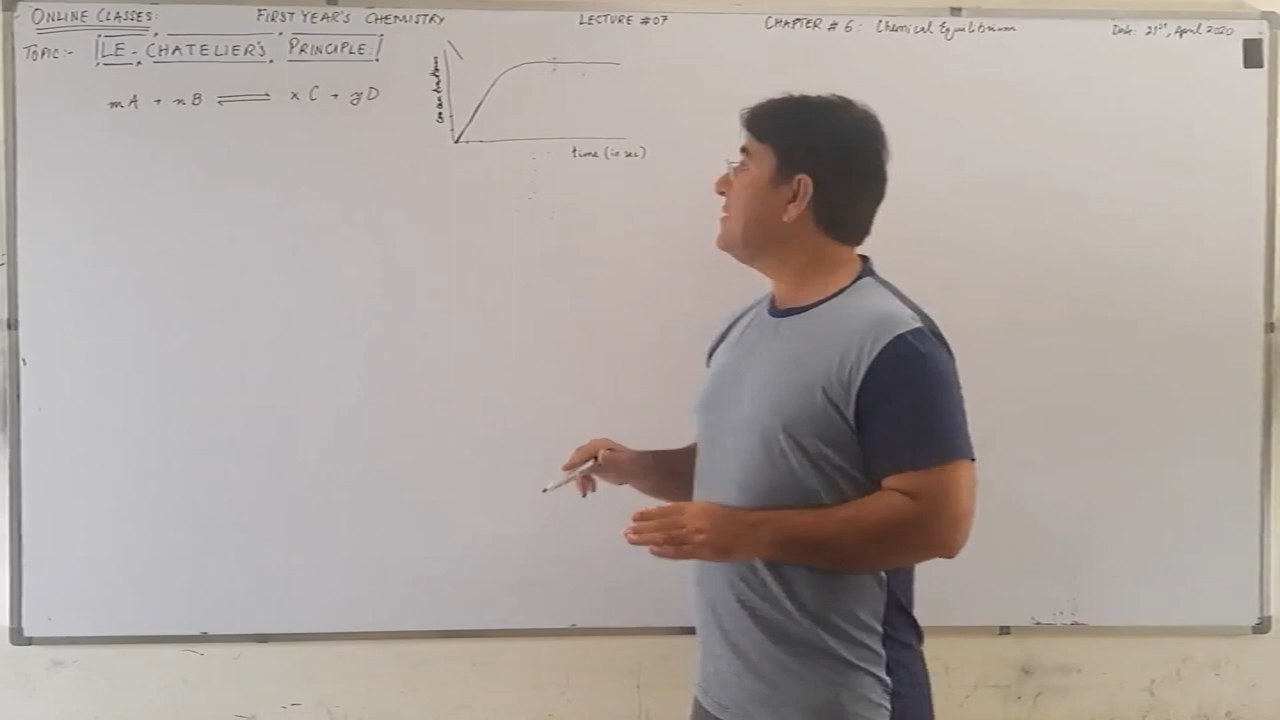 ONLINE CLASSES: FIRST YEAR'S CHEMISTRY LECTURE #07 CHAPTER # 6: Chemical Equilibrium Date: 21st, April 2020
TOPIC:- LE-CHATELIER'S PRINCIPLE:
mA + nB ⇌ xC + yD
time (in sec)